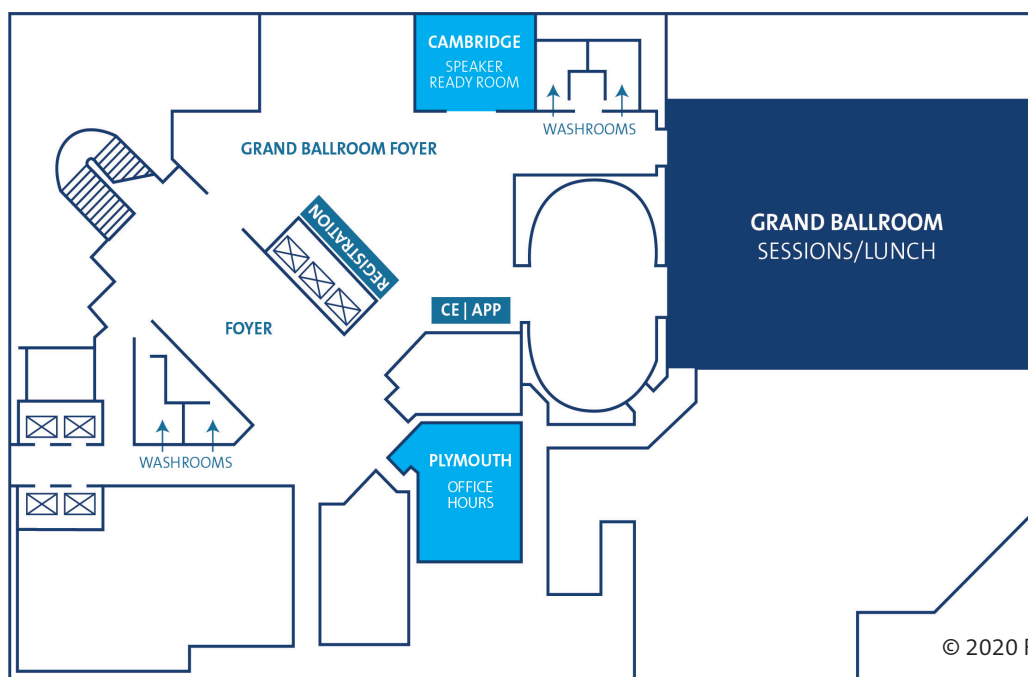 CAMBRIDGE
SPEAKER
READY ROOM
WASHROOMS
GRAND BALLROOM FOYER
GRAND BALLROOM
SESSIONS/LUNCH
REGISTRATION
CE | APP
FOYER
WASHROOMS
PLYMOUTH
OFFICE
HOURS
© 2020